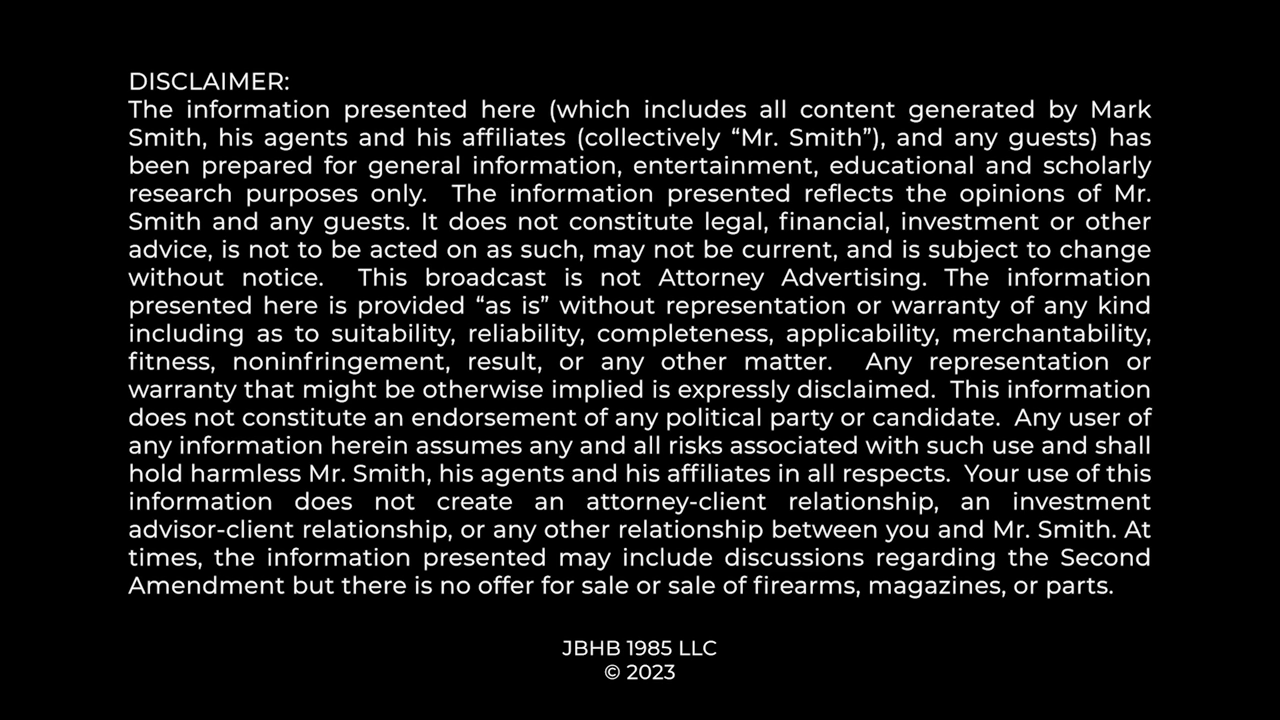 DISCLAIMER:
The information presented here (which includes all content generated by Mark
Smith, his agents and his affiliates (collectively “Mr. Smith”), and any guests) has
been prepared for general information, entertainment, educational and scholarly
research purposes only.  The information presented reflects the opinions of Mr.
Smith and any guests. It does not constitute legal, financial, investment or other
advice, is not to be acted on as such, may not be current, and is subject to change
without notice.  This broadcast is not Attorney Advertising. The information
presented here is provided “as is” without representation or warranty of any kind
including as to suitability, reliability, completeness, applicability, merchantability,
fitness, noninfringement, result, or any other matter.  Any representation or
warranty that might be otherwise implied is expressly disclaimed.  This information
does not constitute an endorsement of any political party or candidate.  Any user of
any information herein assumes any and all risks associated with such use and shall
hold harmless Mr. Smith, his agents and his affiliates in all respects.  Your use of this
information does not create an attorney-client relationship, an investment
advisor-client relationship, or any other relationship between you and Mr. Smith. At
times, the information presented may include discussions regarding the Second
Amendment but there is no offer for sale or sale of firearms, magazines, or parts.
JBHB 1985 LLC
© 2023